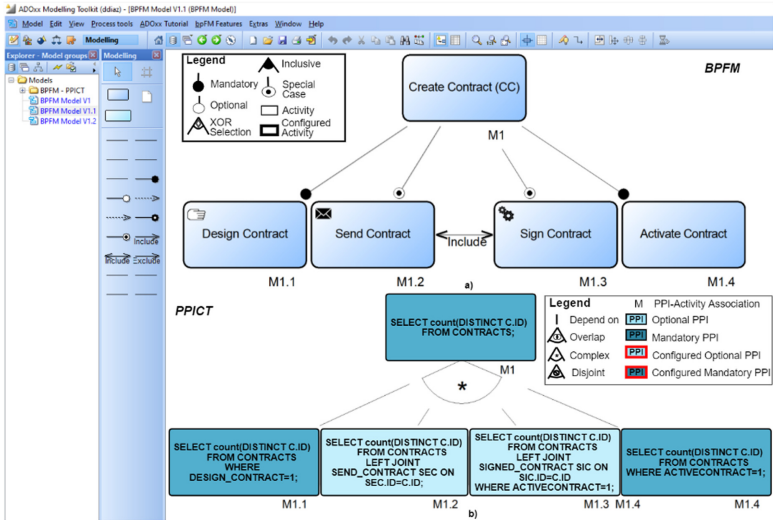 ADOxx Modelling Toolkit (ddiaz) - [BPFM Model V1.1 (BPFM Model)]
Model Edit View Process tools ADOxx Tutorial bpFM Features Extras Window Help
Modelling
Explorer - Model groups
Modelling
Models
BPFM - PPICT
BPFM Model V1
BPFM Model V1.1
BPFM Model V1.2
Include
Include
Exclude
Legend
Mandatory
Optional
XOR
Selection
Inclusive
Special
Case
Activity
Configured
Activity
BPFM
Create Contract (CC)
M1
Design Contract
Send Contract
Include
Sign Contract
Activate Contract
M1.1
M1.2
M1.3
M1.4
a)
PPICT
SELECT count(DISTINCT C.ID)
FROM CONTRACTS;
M1
*
Legend
Depend on
Overlap
Complex
Disjoint
M PPI-Activity Association
PPI Optional PPI
PPI Mandatory PPI
PPI Configured Optional PPI
PPI Configured Mandatory PPI
SELECT count(DISTINCT C.ID)
FROM CONTRACTS
WHERE
DESIGN_CONTRACT=1;
M1.1
SELECT count(DISTINCT C.ID)
FROM CONTRACTS
LEFT JOINT
SEND_CONTRACT SEC ON
SEC.ID=C.ID;
M1.2
SELECT count(DISTINCT C.ID)
FROM CONTRACTS
LEFT JOINT
SIGNED_CONTRACT SIC ON
SIC.ID=C.ID
WHERE ACTIVECONTRACT=1;
M1.3
M1.4
SELECT count(DISTINCT C.ID)
FROM CONTRACTS
WHERE ACTIVECONTRACT=1;
M1.4
b)